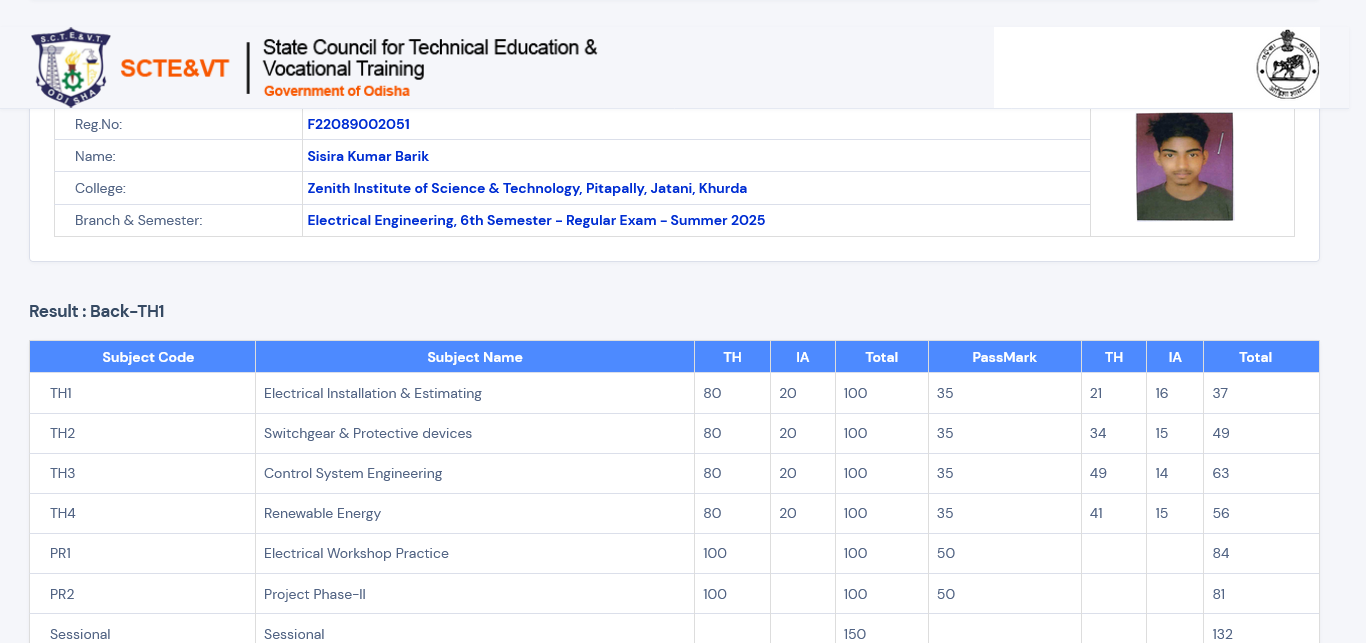 S.C.T.E.&V.T.
ODISHA
SCTE&VT
State Council for Technical Education &
Vocational Training
Government of Odisha
Reg.No: F22089002051
Name: Sisira Kumar Barik
College: Zenith Institute of Science & Technology, Pitapally, Jatani, Khurda
Branch & Semester: Electrical Engineering, 6th Semester - Regular Exam - Summer 2025
Result : Back-TH1
Subject Code Subject Name TH IA Total PassMark TH IA Total
TH1 Electrical Installation & Estimating 80 20 100 35 21 16 37
TH2 Switchgear & Protective devices 80 20 100 35 34 15 49
TH3 Control System Engineering 80 20 100 35 49 14 63
TH4 Renewable Energy 80 20 100 35 41 15 56
PR1 Electrical Workshop Practice 100 100 50 84
PR2 Project Phase-II 100 100 50 81
Sessional Sessional 150 132